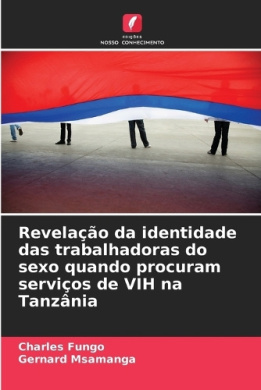 edições
NOSSO CONHECIMENTO
Revelação da identidade
das trabalhadoras do
sexo quando procuram
serviços de VIH na
Tanzânia
Charles Fungo
Gernard Msamanga